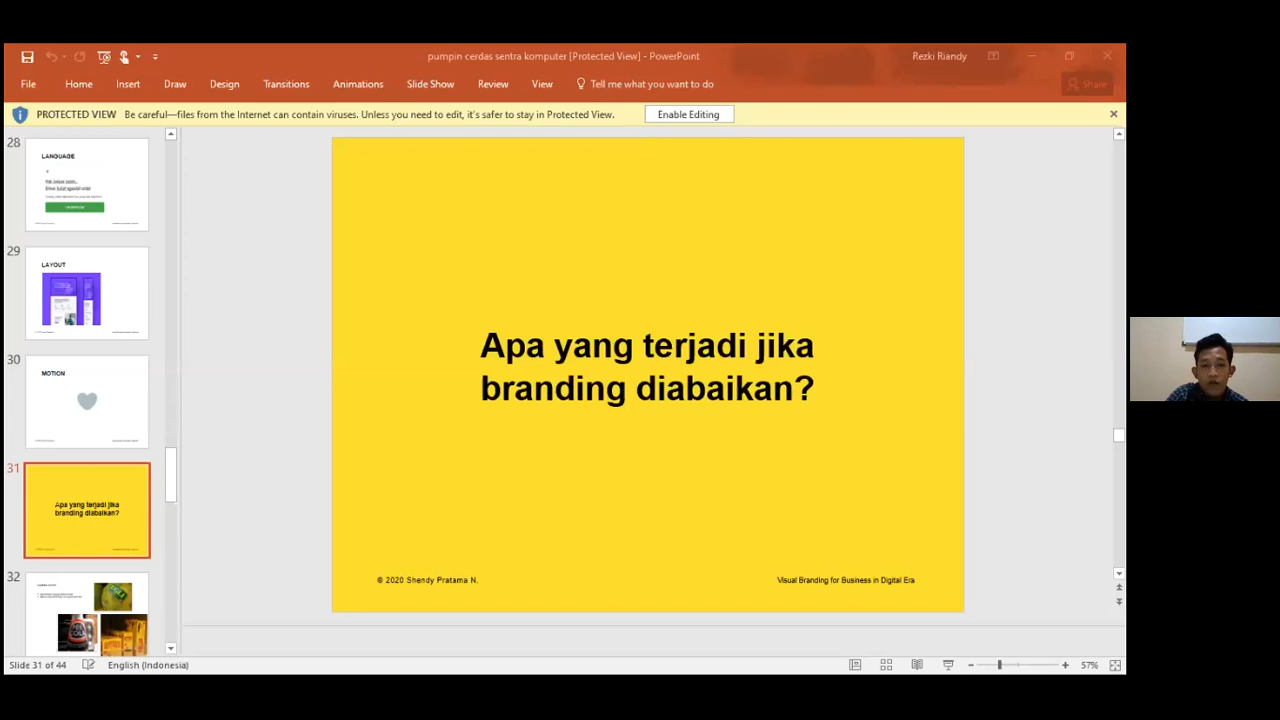 pumpin cerdas sentra komputer [Protected View] - PowerPoint
Rezki Riandy
File Home Insert Draw Design Transitions Animations Slide Show Review View Tell me what you want to do
Share
PROTECTED VIEW Be careful—files from the Internet can contain viruses. Unless you need to edit, it's safer to stay in Protected View. Enable Editing
28
LANGUAGE
29
LAYOUT
30
MOTION
31
Apa yang terjadi jika
branding diabaikan?
32
Apa yang terjadi jika
branding diabaikan?
© 2020 Shendy Pratama N.
Visual Branding for Business in Digital Era
Slide 31 of 44 English (Indonesia)
57%